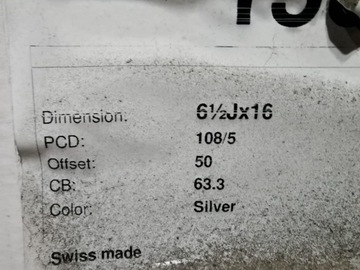 Dimension: 6½Jx16
PCD: 108/5
Offset: 50
CB: 63.3
Color: Silver
Swiss made